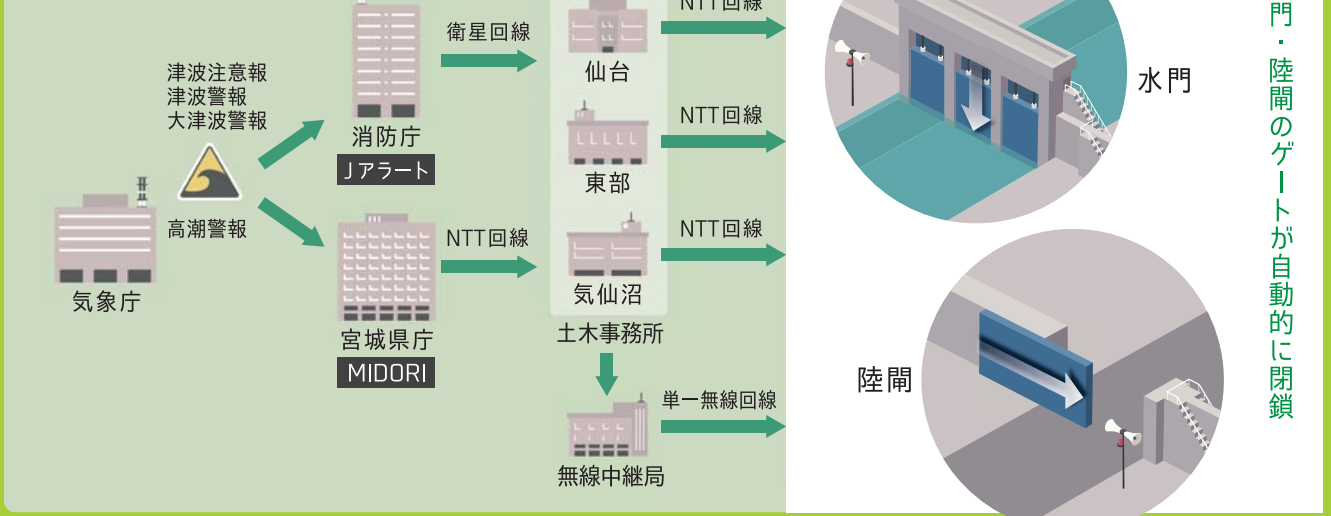 NTT回線
衛星回線
仙台
津波注意報
津波警報
大津波警報
消防庁
Jアラート
NTT回線
東部
高潮警報
気象庁
NTT回線
NTT回線
気仙沼
宮城県庁
MIDORI
土木事務所
単一無線回線
無線中継局
水門
陸閘
門・陸閘のゲートが自動的に閉鎖